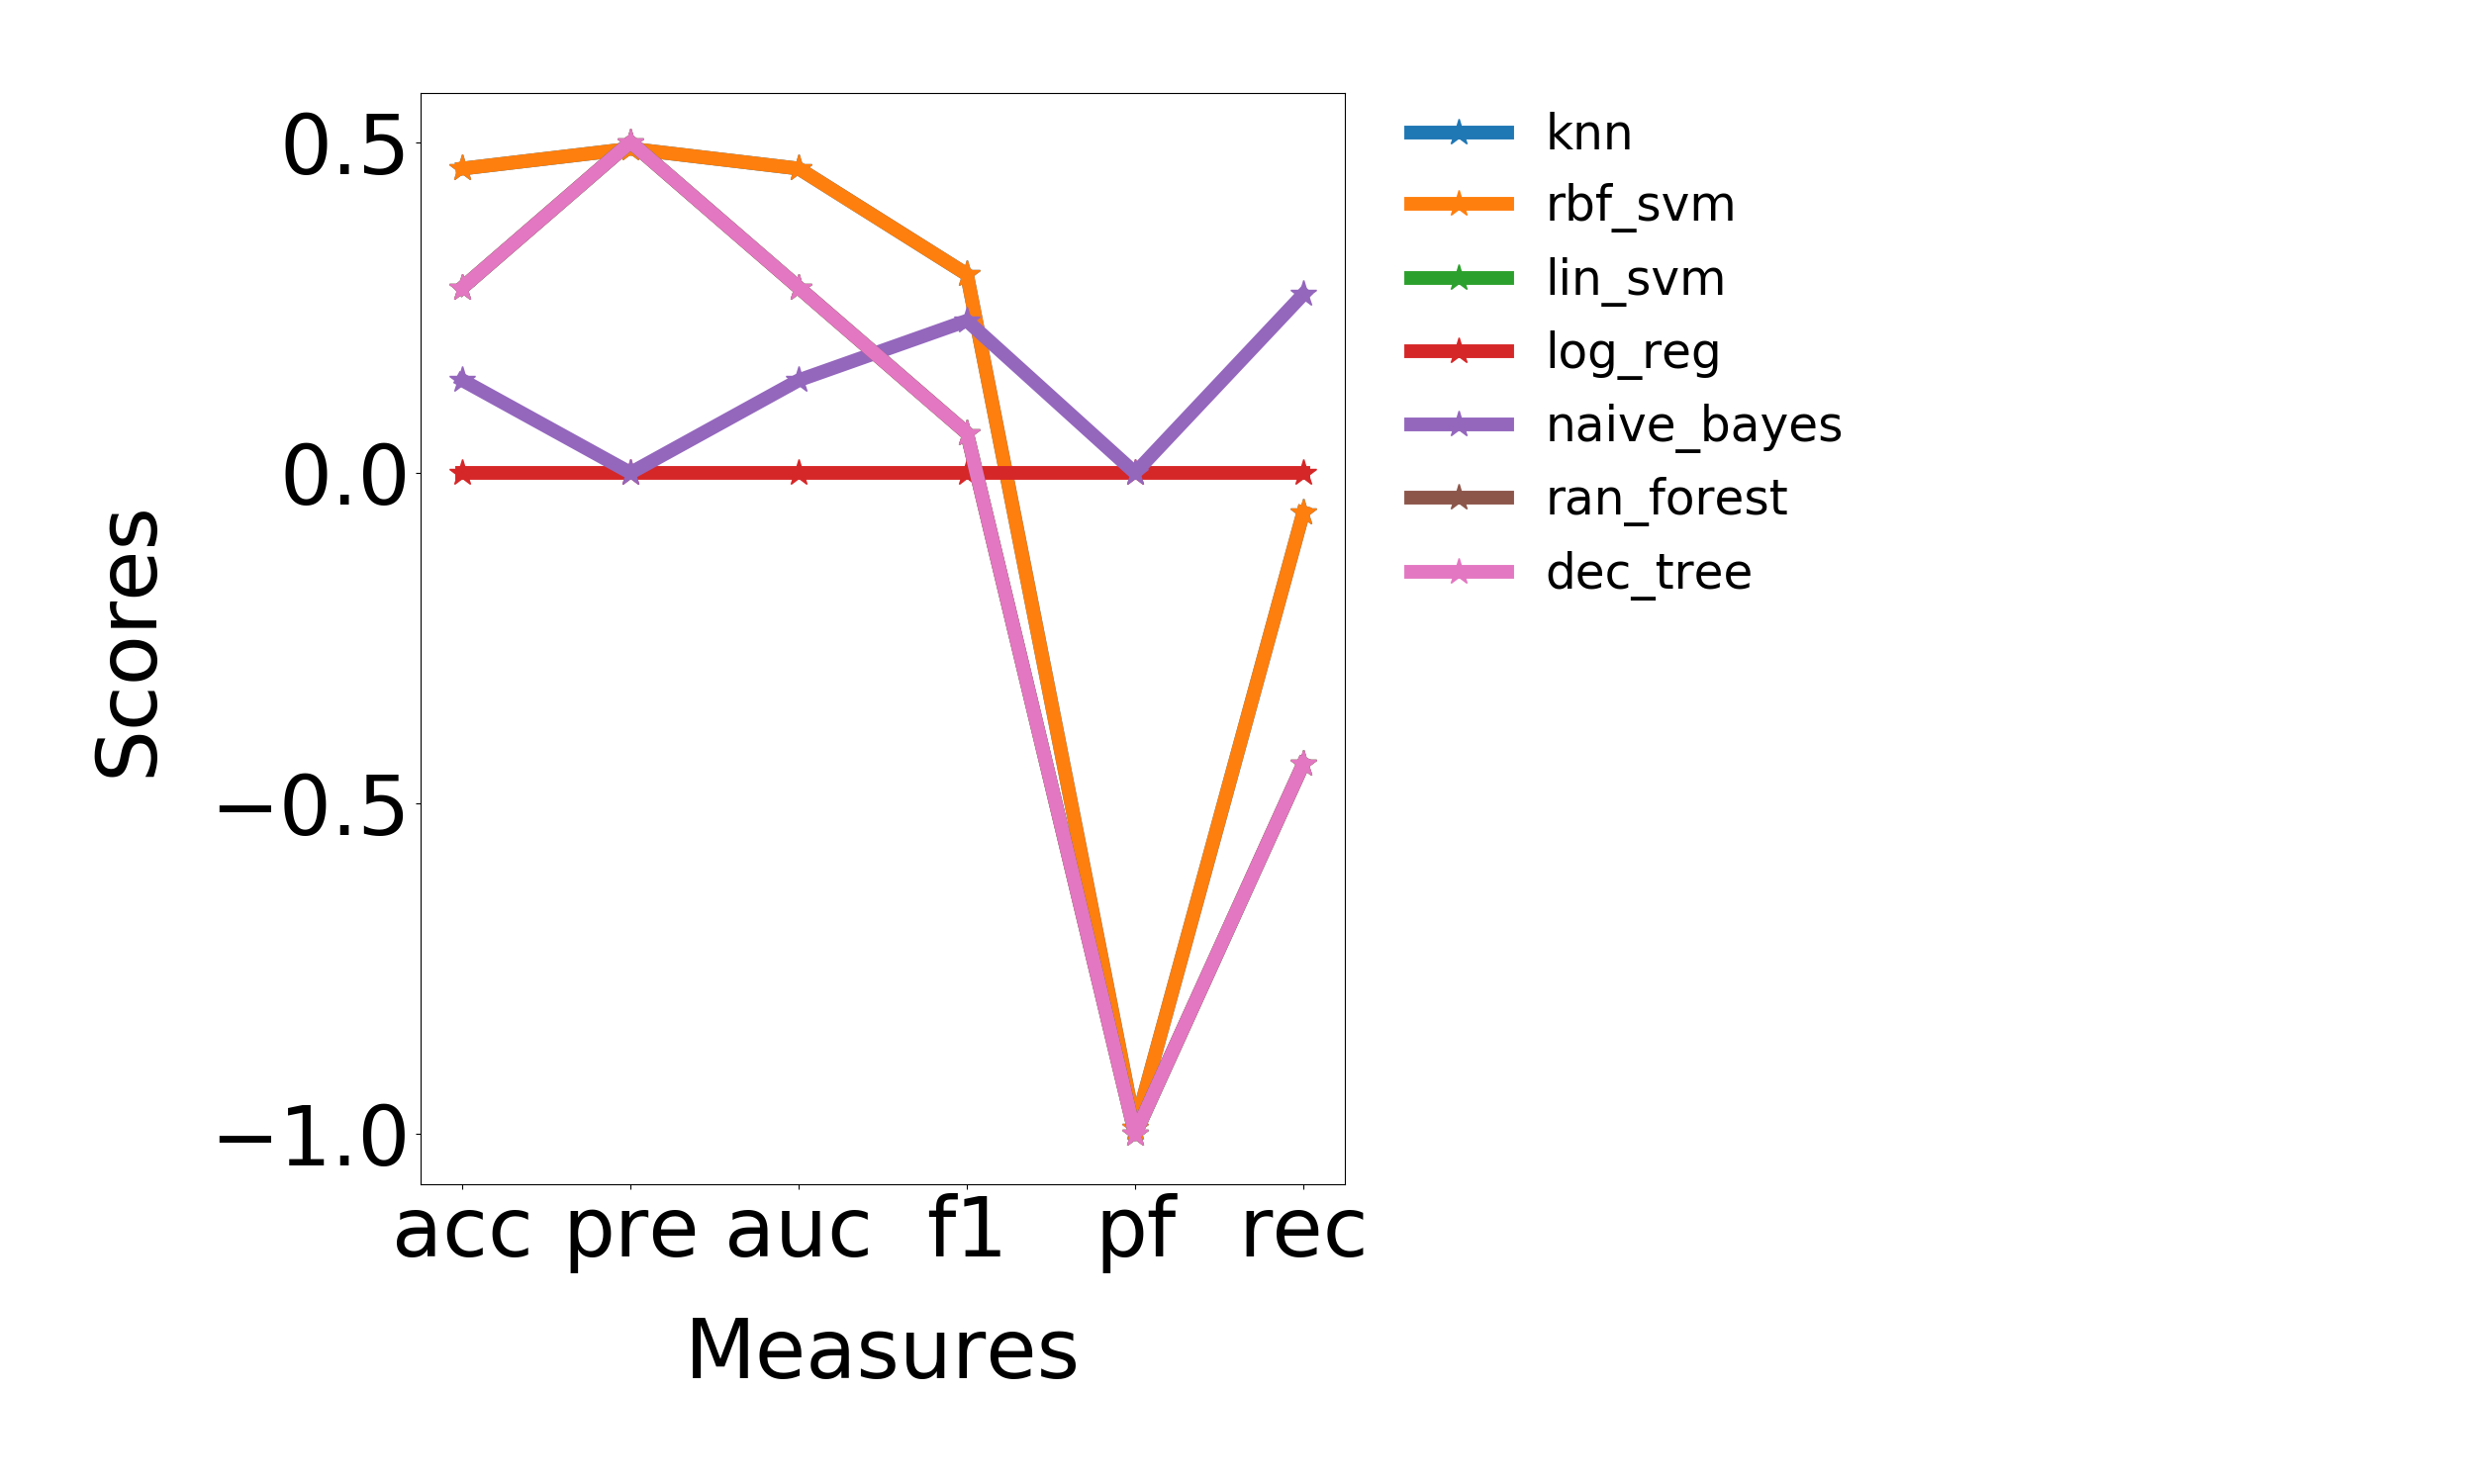 0.5
0.0
−0.5
−1.0
Scores
acc pre auc f1 pf rec
Measures
knn
rbf_svm
lin_svm
log_reg
naive_bayes
ran_forest
dec_tree